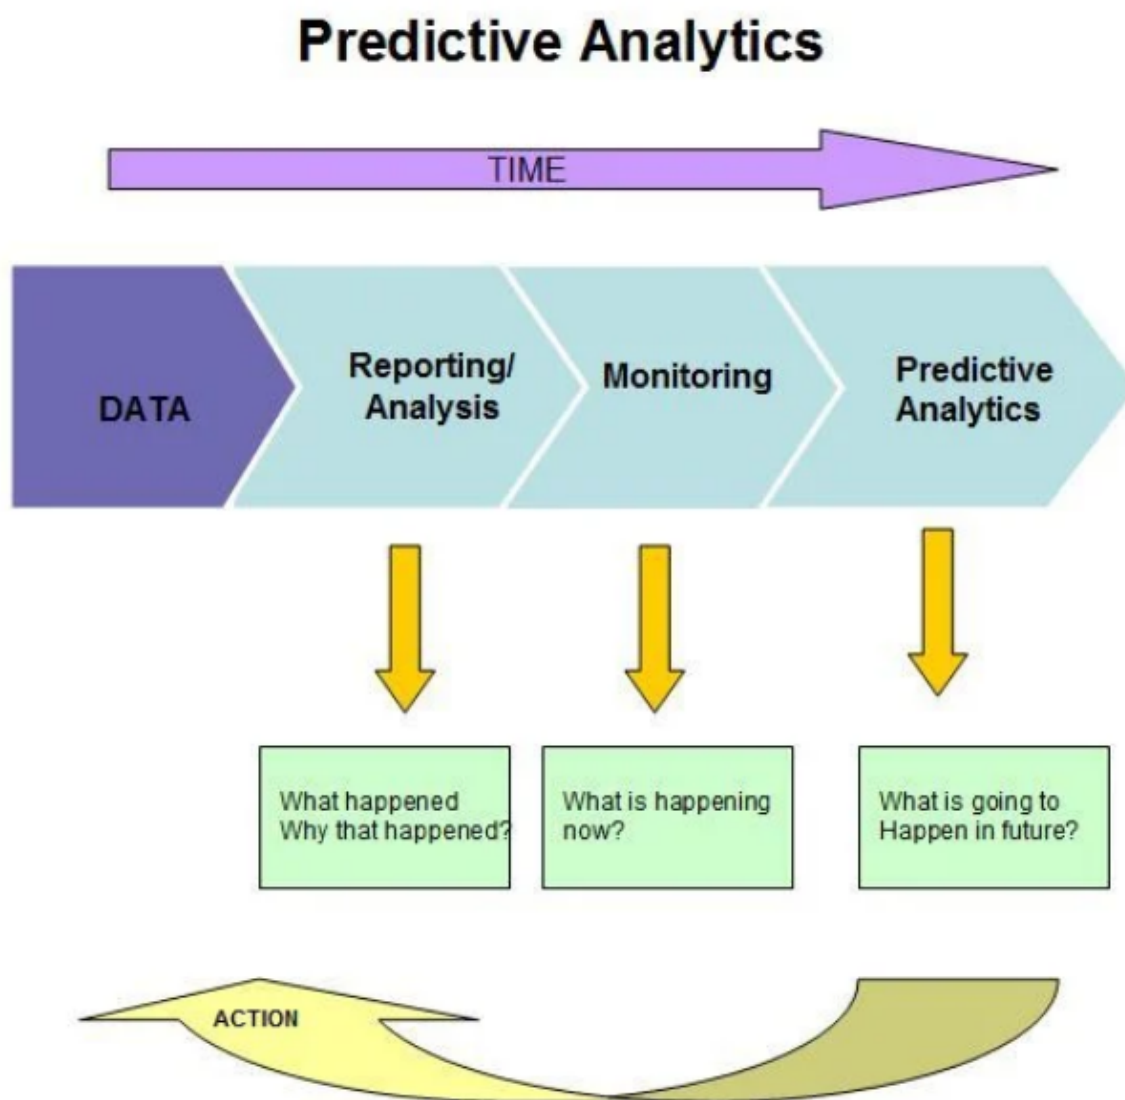 Predictive Analytics
TIME
DATA
Reporting/
Analysis
Monitoring
Predictive
Analytics
What happened
Why that happened?
What is happening
now?
What is going to
Happen in future?
ACTION